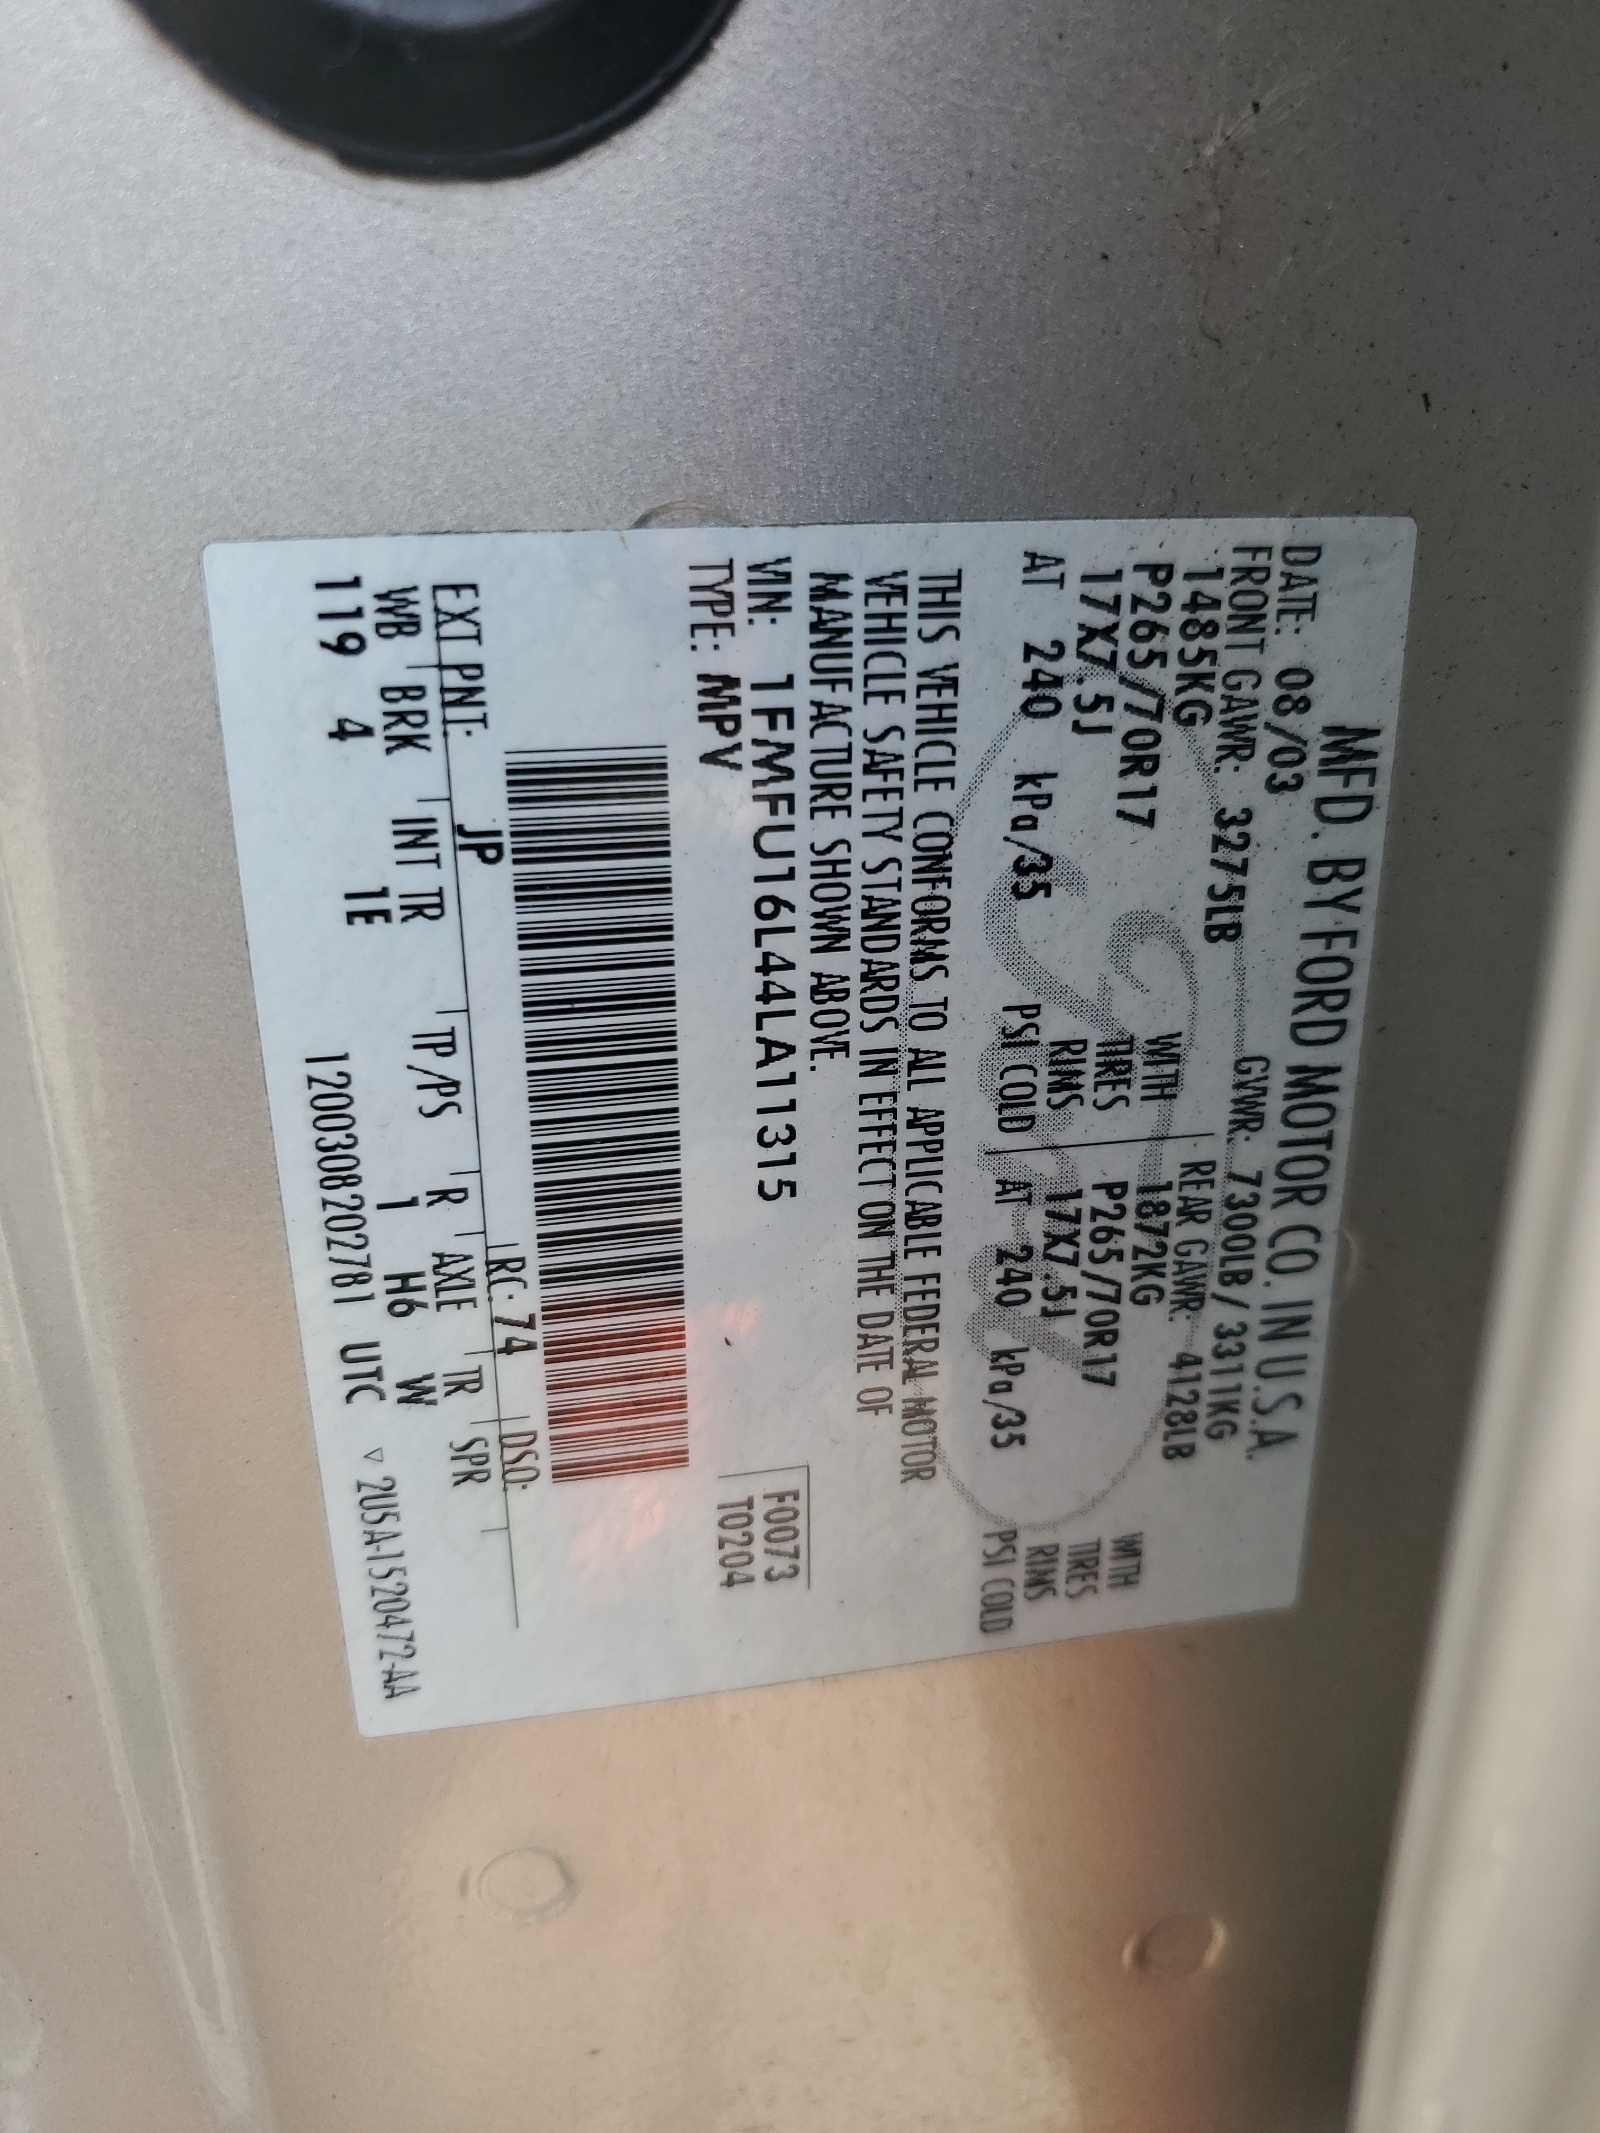 MFD. BY FORD MOTOR CO. IN U.S.A.
DATE: 08/03 GVWR: 7300LB/ 3311KG
FRONT GAWR: 3275LB REAR GAWR: 4128LB
1485KG WITH 1872KG WITH
P265/70R17 TIRES P265/70R17 TIRES
17X7.5J RIMS 17X7.5J RIMS
AT 240 kPa/35 PSI COLD AT 240 kPa/35 PSI COLD
THIS VEHICLE CONFORMS TO ALL APPLICABLE FEDERAL MOTOR
VEHICLE SAFETY STANDARDS IN EFFECT ON THE DATE OF
MANUFACTURE SHOWN ABOVE.
VIN: 1FMFU16L44LA11315 F0073
TYPE: MPV T0204
EXT PNT: JP RC: 74 DSO:
WB BRK INT TR TP/PS R AXLE TR SPR
119 4 1E 1 H6 W
1200308202781 UTC ▽ 2U5A-1520472-AA